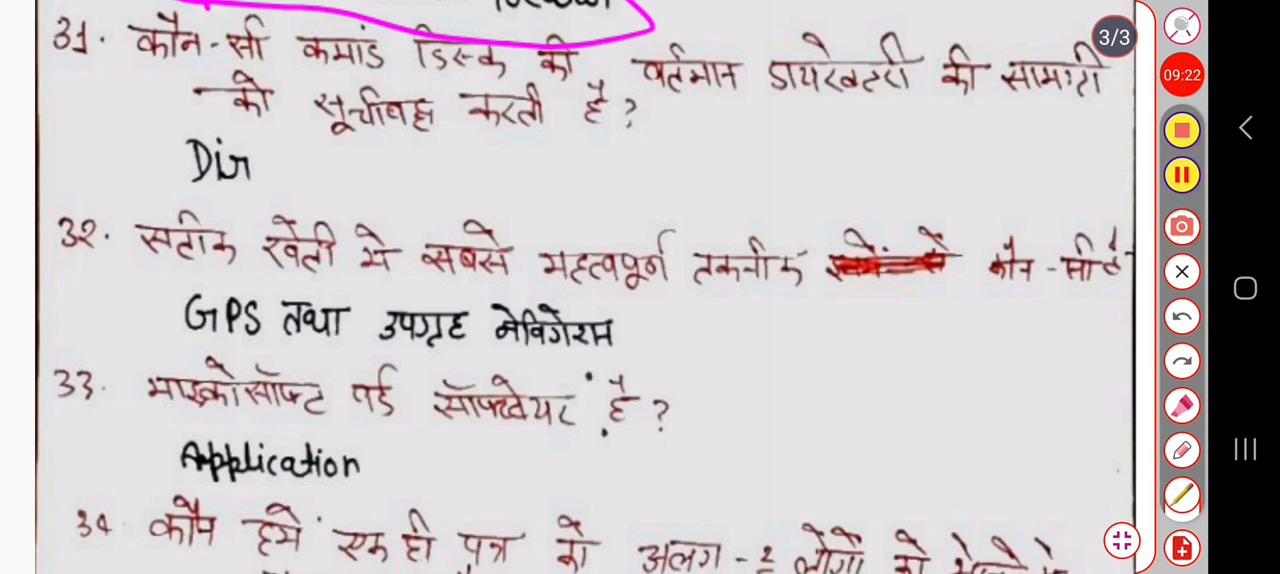 31. कौन-सी कमांड डिस्क की वर्तमान डायरेक्टरी की सामग्री
को सूचीबद्ध करती है?
Dir
32. सटीक खेती में सबसे महत्वपूर्ण तकनीक कौन-सी है
GPS तथा उपग्रह नेविगेशन
33. माइक्रोसॉफ्ट वर्ड सॉफ्टवेयर है?
Application
34. कौन हमें एक ही पत्र को अलग-2 लोगों को
3/3
09:22